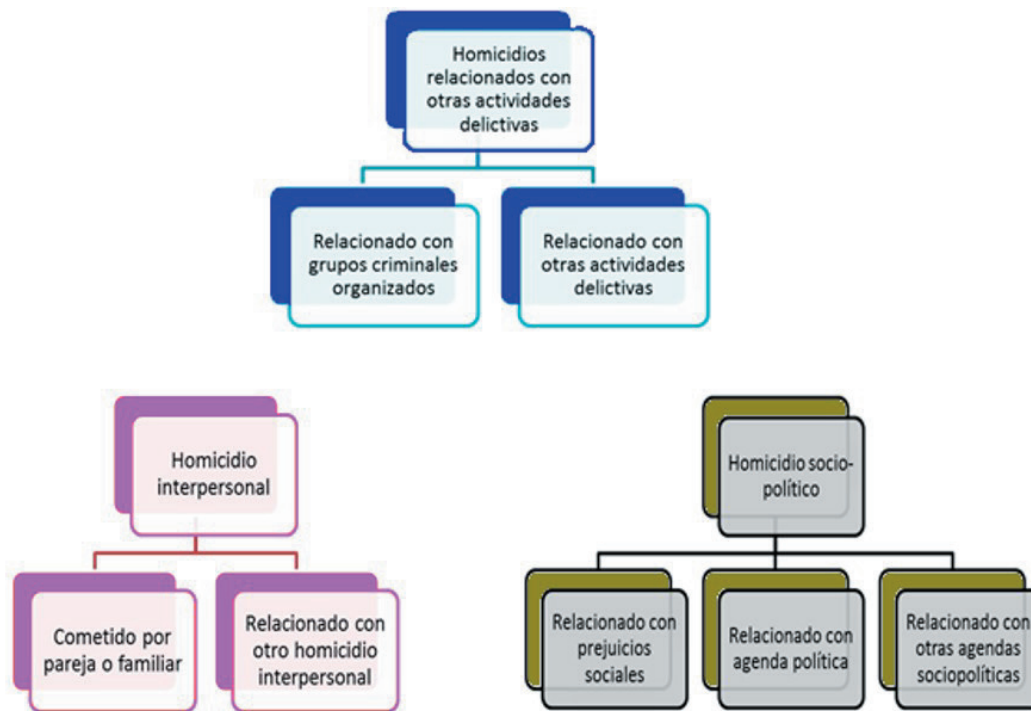 Homicidios
relacionados con
otras actividades
delictivas
Relacionado con
grupos criminales
organizados
Relacionado con
otras actividades
delictivas
Homicidio
interpersonal
Cometido por
pareja o familiar
Relacionado con
otro homicidio
interpersonal
Homicidio socio-
político
Relacionado con
prejuicios
sociales
Relacionado con
agenda política
Relacionado con
otras agendas
sociopolíticas